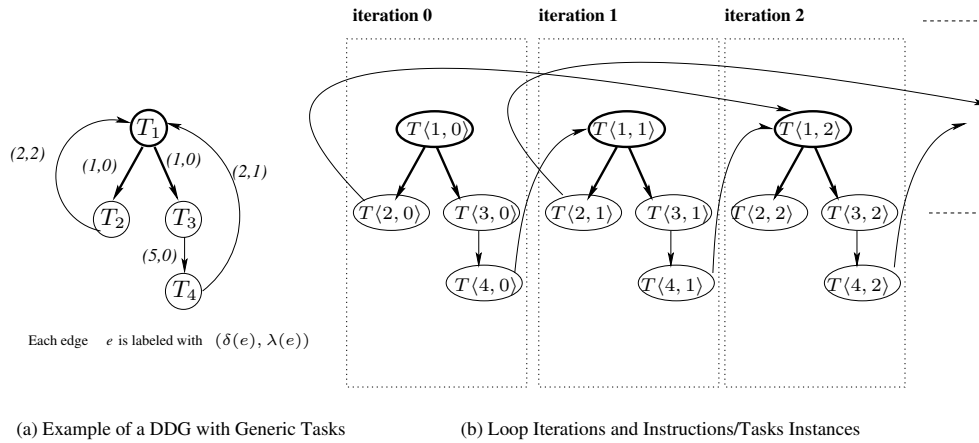 iteration 0 iteration 1 iteration 2
T₁
(2,2) (1,0) (1,0) (2,1)
T₂ T₃
(5,0)
T₄
Each edge e is labeled with (δ(e), λ(e))
T⟨1, 0⟩ T⟨1, 1⟩ T⟨1, 2⟩
T⟨2, 0⟩ T⟨3, 0⟩ T⟨2, 1⟩ T⟨3, 1⟩ T⟨2, 2⟩ T⟨3, 2⟩
T⟨4, 0⟩ T⟨4, 1⟩ T⟨4, 2⟩
(a) Example of a DDG with Generic Tasks
(b) Loop Iterations and Instructions/Tasks Instances